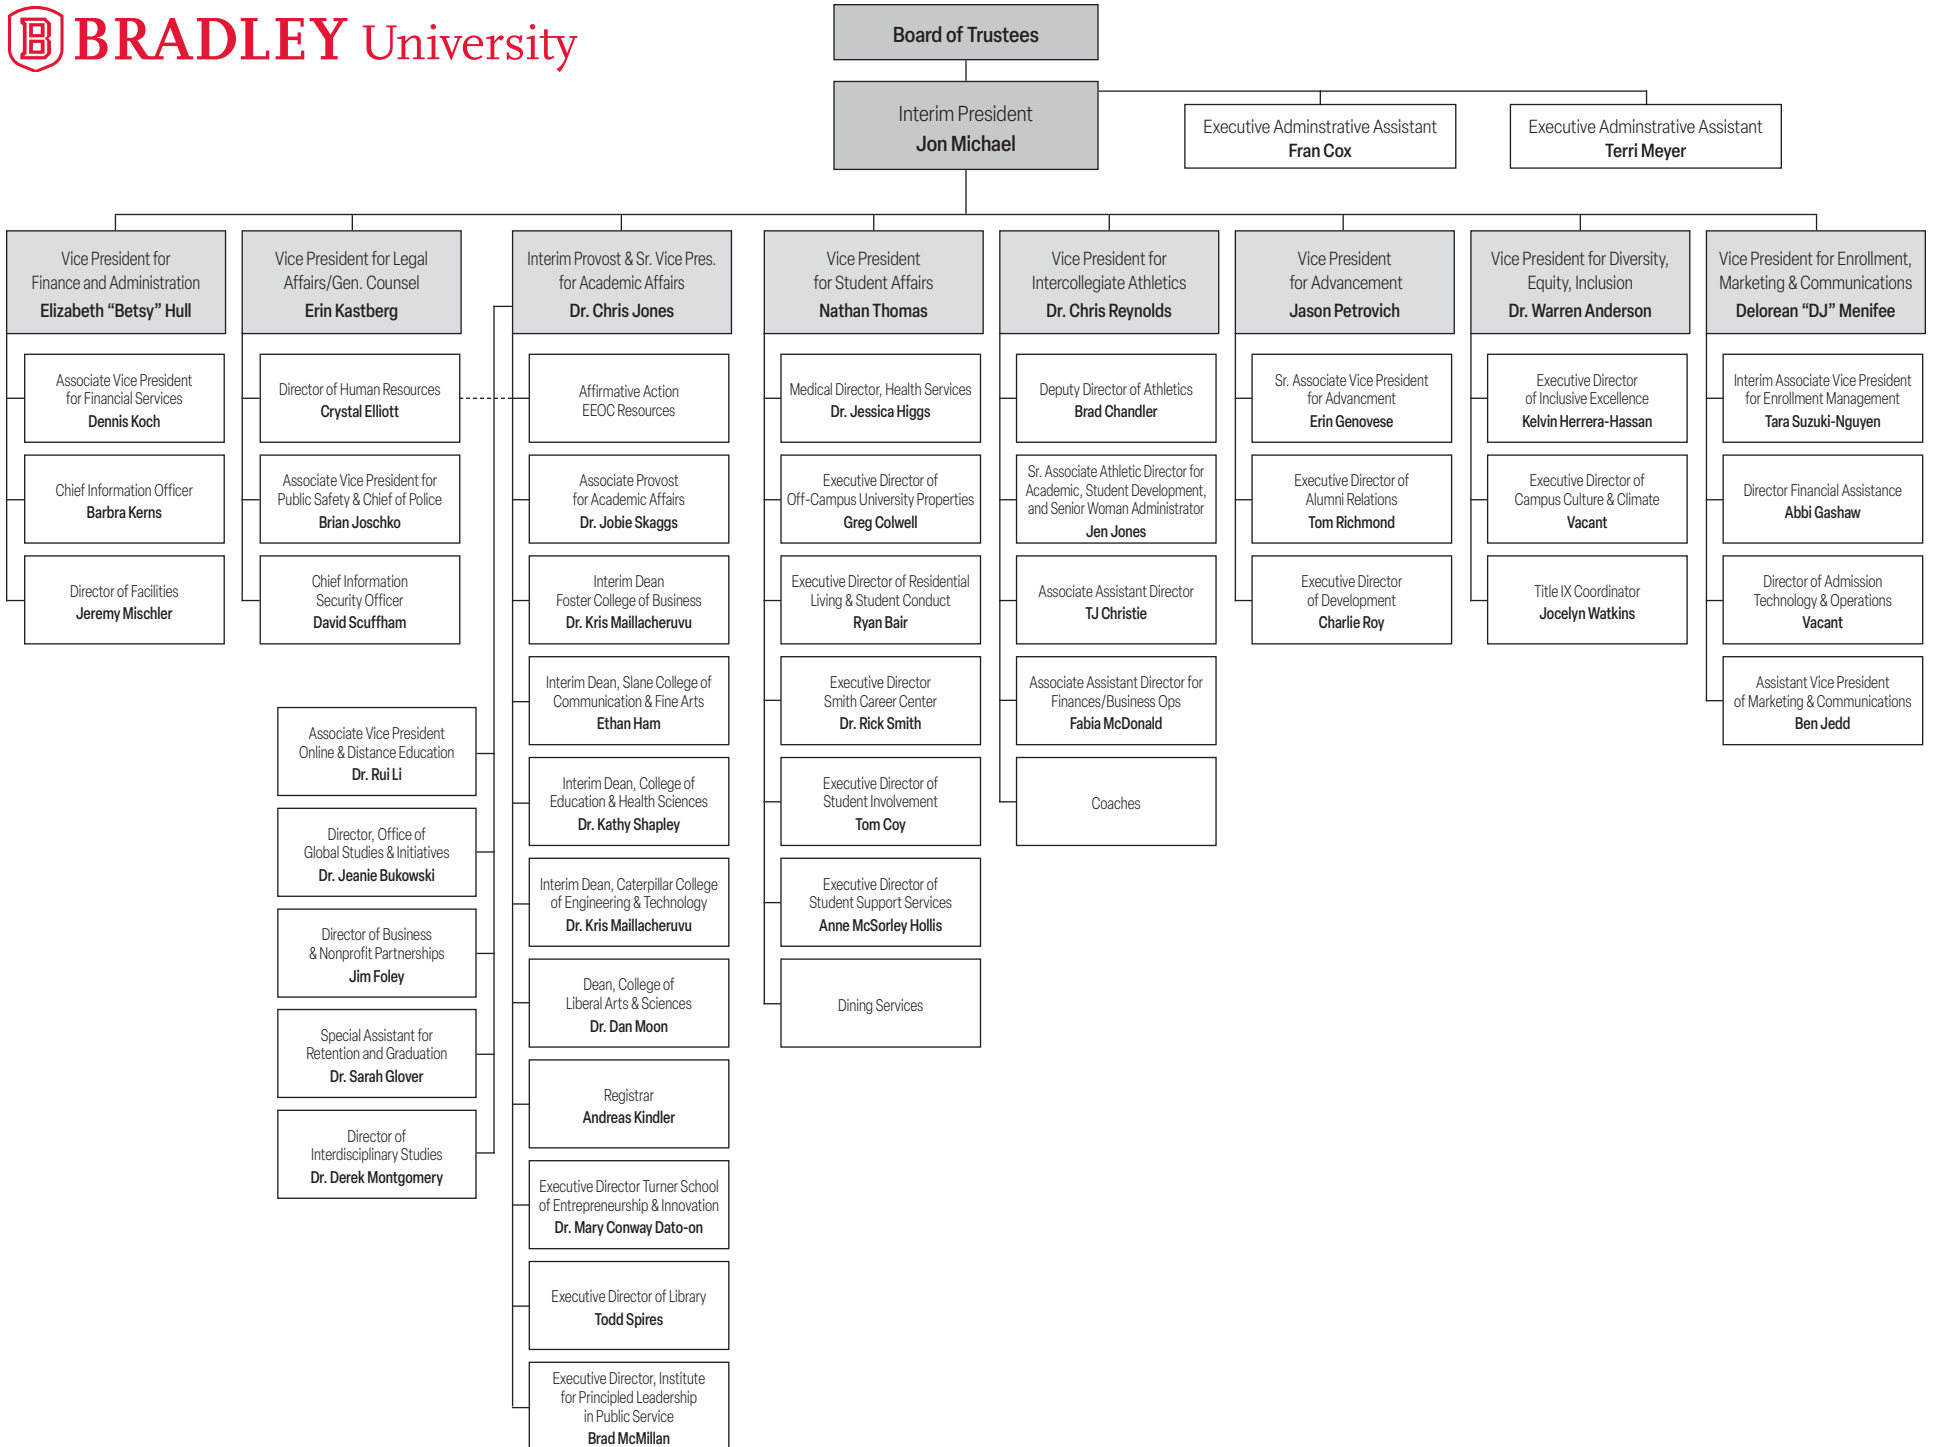 BRADLEY University
Board of Trustees
Interim President
Jon Michael
Executive Adminstrative Assistant
Fran Cox
Executive Adminstrative Assistant
Terri Meyer
Vice President for
Finance and Administration
Elizabeth “Betsy” Hull
Associate Vice President
for Financial Services
Dennis Koch
Chief Information Officer
Barbra Kerns
Director of Facilities
Jeremy Mischler
Vice President for Legal
Affairs/Gen. Counsel
Erin Kastberg
Director of Human Resources
Crystal Elliott
Associate Vice President for
Public Safety & Chief of Police
Brian Joschko
Chief Information
Security Officer
David Scuffham
Interim Provost & Sr. Vice Pres.
for Academic Affairs
Dr. Chris Jones
Associate Vice President
Online & Distance Education
Dr. Rui Li
Director, Office of
Global Studies & Initiatives
Dr. Jeanie Bukowski
Director of Business
& Nonprofit Partnerships
Jim Foley
Special Assistant for
Retention and Graduation
Dr. Sarah Glover
Director of
Interdisciplinary Studies
Dr. Derek Montgomery
Affirmative Action
EEOC Resources
Associate Provost
for Academic Affairs
Dr. Jobie Skaggs
Interim Dean
Foster College of Business
Dr. Kris Maillacheruvu
Interim Dean, Slane College of
Communication & Fine Arts
Ethan Ham
Interim Dean, College of
Education & Health Sciences
Dr. Kathy Shapley
Interim Dean, Caterpillar College
of Engineering & Technology
Dr. Kris Maillacheruvu
Dean, College of
Liberal Arts & Sciences
Dr. Dan Moon
Registrar
Andreas Kindler
Executive Director Turner School
of Entrepreneurship & Innovation
Dr. Mary Conway Dato-on
Executive Director of Library
Todd Spires
Executive Director, Institute
for Principled Leadership
in Public Service
Brad McMillan
Vice President
for Student Affairs
Nathan Thomas
Medical Director, Health Services
Dr. Jessica Higgs
Executive Director of
Off-Campus University Properties
Greg Colwell
Executive Director of Residential
Living & Student Conduct
Ryan Bair
Executive Director
Smith Career Center
Dr. Rick Smith
Executive Director of
Student Involvement
Tom Coy
Executive Director of
Student Support Services
Anne McSorley Hollis
Dining Services
Vice President for
Intercollegiate Athletics
Dr. Chris Reynolds
Deputy Director of Athletics
Brad Chandler
Sr. Associate Athletic Director for
Academic, Student Development,
and Senior Woman Administrator
Jen Jones
Associate Assistant Director
TJ Christie
Associate Assistant Director for
Finances/Business Ops
Fabia McDonald
Coaches
Vice President
for Advancement
Jason Petrovich
Sr. Associate Vice President
for Advancment
Erin Genovese
Executive Director of
Alumni Relations
Tom Richmond
Executive Director
of Development
Charlie Roy
Vice President for Diversity,
Equity, Inclusion
Dr. Warren Anderson
Executive Director
of Inclusive Excellence
Kelvin Herrera-Hassan
Executive Director of
Campus Culture & Climate
Vacant
Title IX Coordinator
Jocelyn Watkins
Vice President for Enrollment,
Marketing & Communications
Delorean “DJ” Menifee
Interim Associate Vice President
for Enrollment Management
Tara Suzuki-Nguyen
Director Financial Assistance
Abbi Gashaw
Director of Admission
Technology & Operations
Vacant
Assistant Vice President
of Marketing & Communications
Ben Jedd